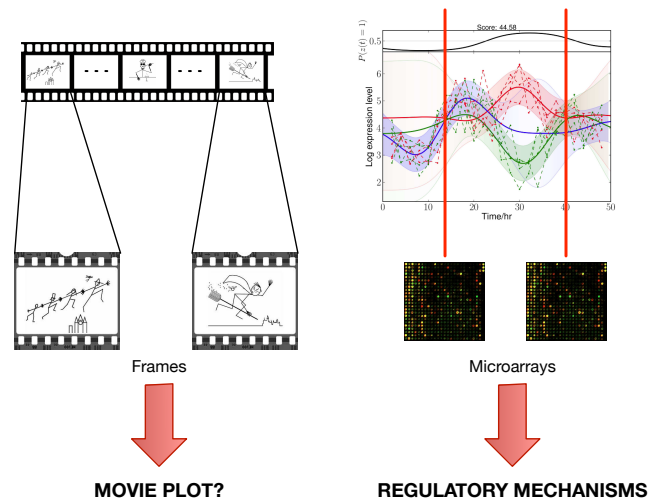 Score: 44.58
P(z(t) = 1)
0.5
Log expression level
6
5
4
3
2
0 10 20 30 40 50
Time/hr
Frames
Microarrays
MOVIE PLOT?
REGULATORY MECHANISMS